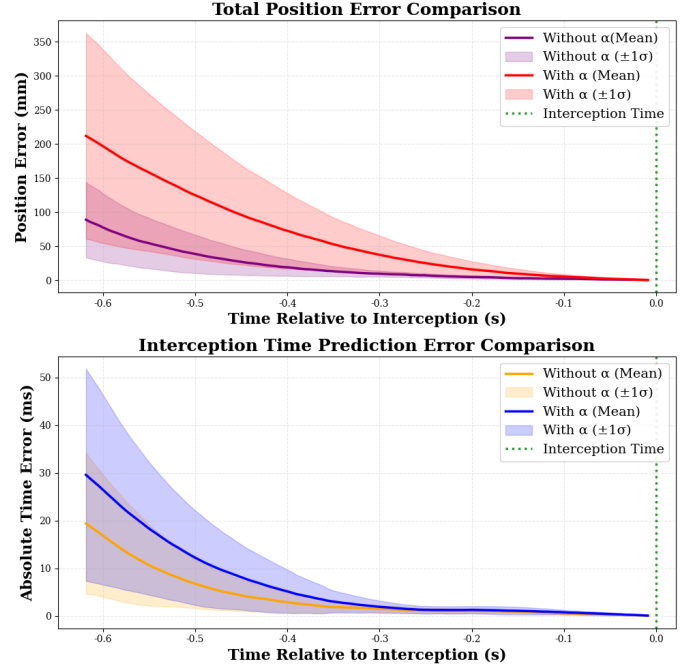 Total Position Error Comparison
Position Error (mm)
350
300
250
200
150
100
50
0
Without α(Mean)
Without α (±1σ)
With α (Mean)
With α (±1σ)
Interception Time
-0.6
-0.5
-0.4
-0.3
-0.2
-0.1
0.0
Time Relative to Interception (s)
Interception Time Prediction Error Comparison
Absolute Time Error (ms)
50
40
30
20
10
0
Without α (Mean)
Without α (±1σ)
With α (Mean)
With α (±1σ)
Interception Time
-0.6
-0.5
-0.4
-0.3
-0.2
-0.1
0.0
Time Relative to Interception (s)